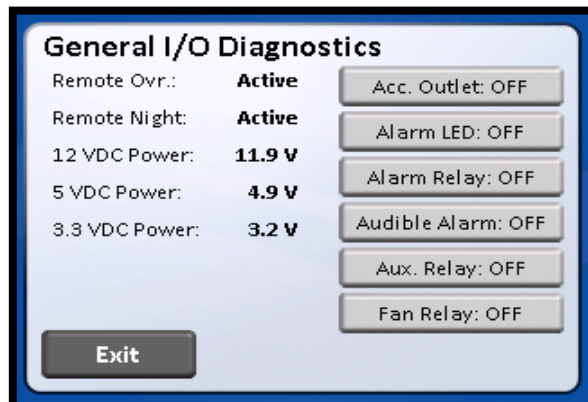 General I/O Diagnostics
Remote Ovr.: Active
Remote Night: Active
12 VDC Power: 11.9 V
5 VDC Power: 4.9 V
3.3 VDC Power: 3.2 V
Acc. Outlet: OFF
Alarm LED: OFF
Alarm Relay: OFF
Audible Alarm: OFF
Aux. Relay: OFF
Fan Relay: OFF
Exit